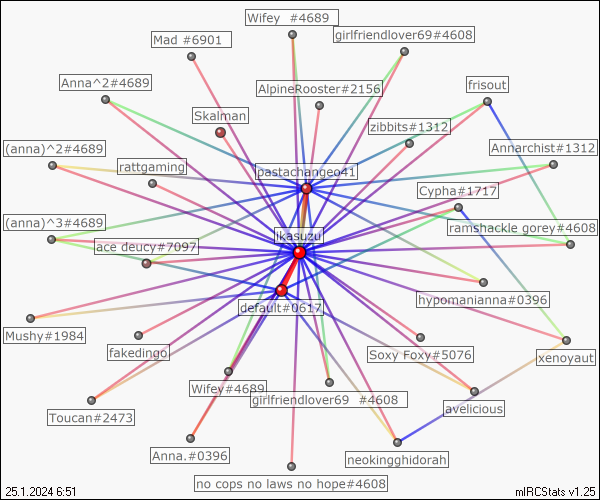 Wifey  #4689
girlfriendlover69#4608
Mad #6901
Anna^2#4689
AlpineRooster#2156
frisout
Skalman
zibbits#1312
(anna)^2#4689
Annarchist#1312
rattgaming
pastachangeo41
Cypha#1717
(anna)^3#4689
ramshackle gorey#4608
ikasuzu
ace deucy#7097
hypomanianna#0396
default#0617
Mushy#1984
fakedingo
Soxy Foxy#5076
xenoyaut
Wifey#4689
girlfriendlover69  #4608
avelicious
Toucan#2473
Anna.#0396
neokingghidorah
no cops no laws no hope#4608
25.1.2024 6:51
mIRCStats v1.25